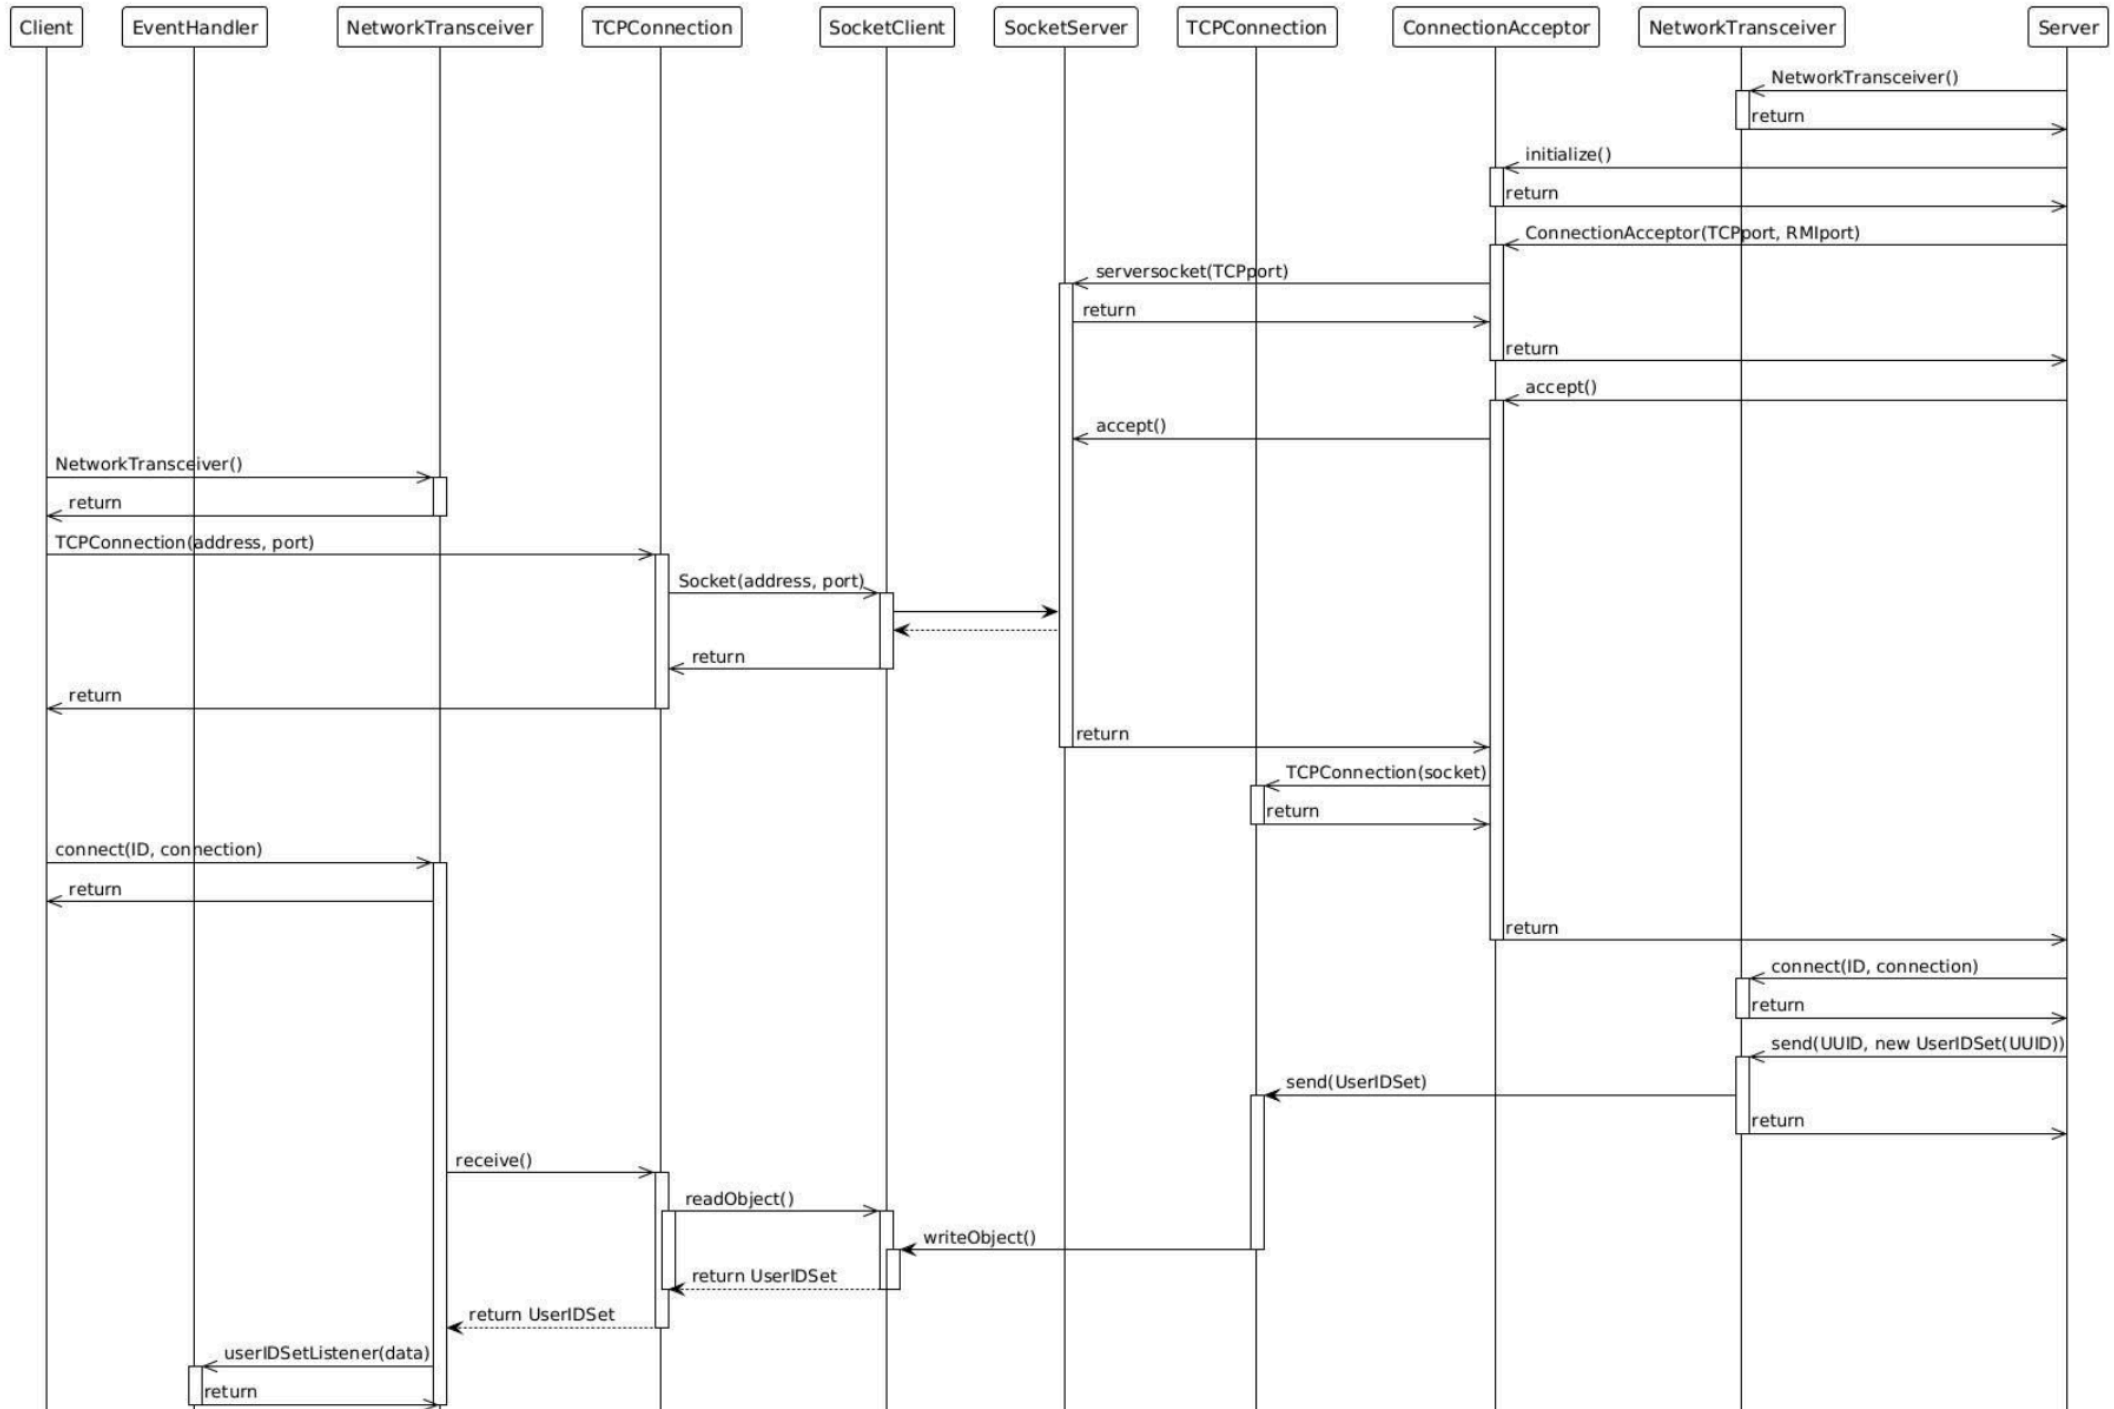 Client EventHandler NetworkTransceiver TCPConnection SocketClient SocketServer TCPConnection ConnectionAcceptor NetworkTransceiver Server
NetworkTransceiver()
return
initialize()
return
ConnectionAcceptor(TCPport, RMIport)
serversocket(TCPport)
return
return
accept()
accept()
NetworkTransceiver()
return
TCPConnection(address, port)
Socket(address, port)
return
return
return
TCPConnection(socket)
return
connect(ID, connection)
return
return
connect(ID, connection)
return
send(UUID, new UserIDSet(UUID))
send(UserIDSet)
return
receive()
readObject()
writeObject()
return UserIDSet
return UserIDSet
userIDSetListener(data)
return